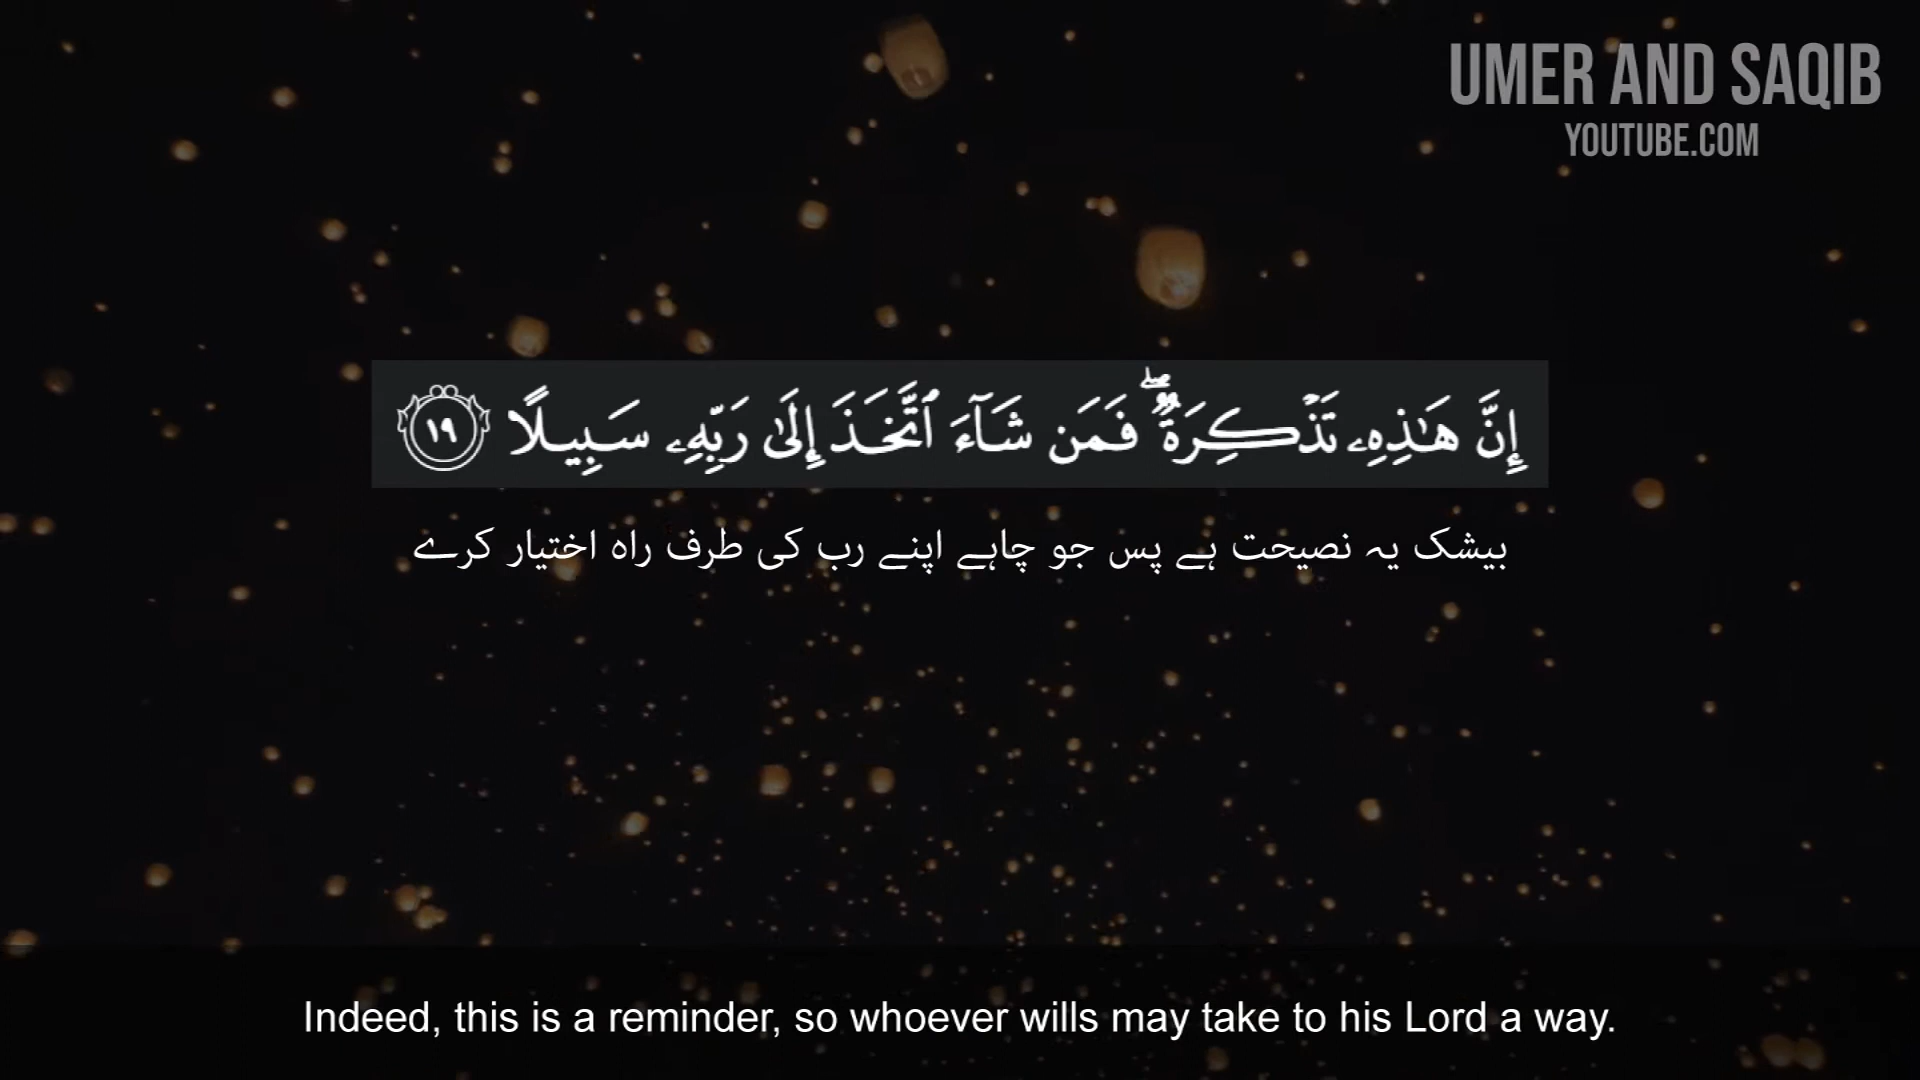 UMER AND SAQIB
YOUTUBE.COM
إِنَّ هَـٰذِهِۦ تَذْكِرَةٌ ۖ فَمَن شَآءَ ٱتَّخَذَ إِلَىٰ رَبِّهِۦ سَبِيلًا ١٩
بیشک یہ نصیحت ہے پس جو چاہے اپنے رب کی طرف راہ اختیار کرے
Indeed, this is a reminder, so whoever wills may take to his Lord a way.